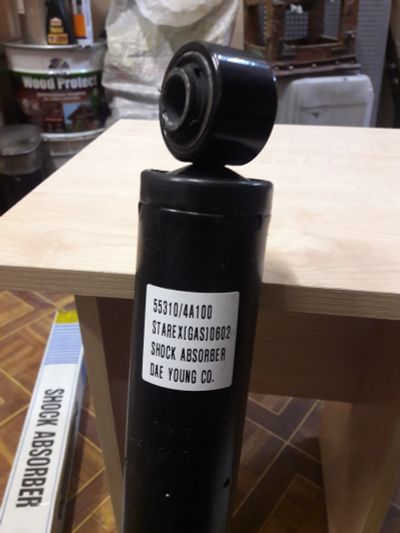 Wood Protect
55310/4A100
STAREX(GAS)0602
SHOCK ABSORBER
DAE YOUNG CO.
SHOCK ABSORBER